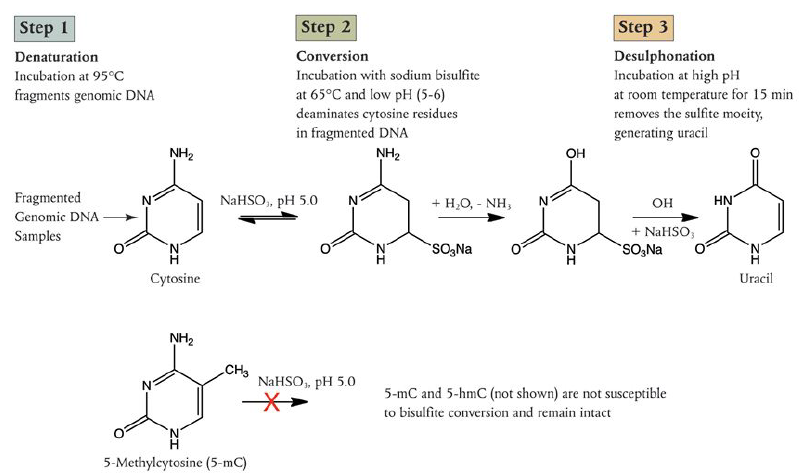 Step 1
Denaturation
Incubation at 95°C
fragments genomic DNA
Step 2
Conversion
Incubation with sodium bisulfite
at 65°C and low pH (5-6)
deaminates cytosine residues
in fragmented DNA
Step 3
Desulphonation
Incubation at high pH
at room temperature for 15 min
removes the sulfite moeity,
generating uracil
Fragmented
Genomic DNA
Samples
NH₂
N
O
N
H
Cytosine
NaHSO₃, pH 5.0
NH₂
N
O
N
H
SO₃Na
+ H₂O, - NH₃
OH
N
O
N
H
SO₃Na
OH
+ NaHSO₃
O
HN
O
N
H
Uracil
NH₂
N
CH₃
O
N
H
5-Methylcytosine (5-mC)
NaHSO₃, pH 5.0
X
5-mC and 5-hmC (not shown) are not susceptible
to bisulfite conversion and remain intact